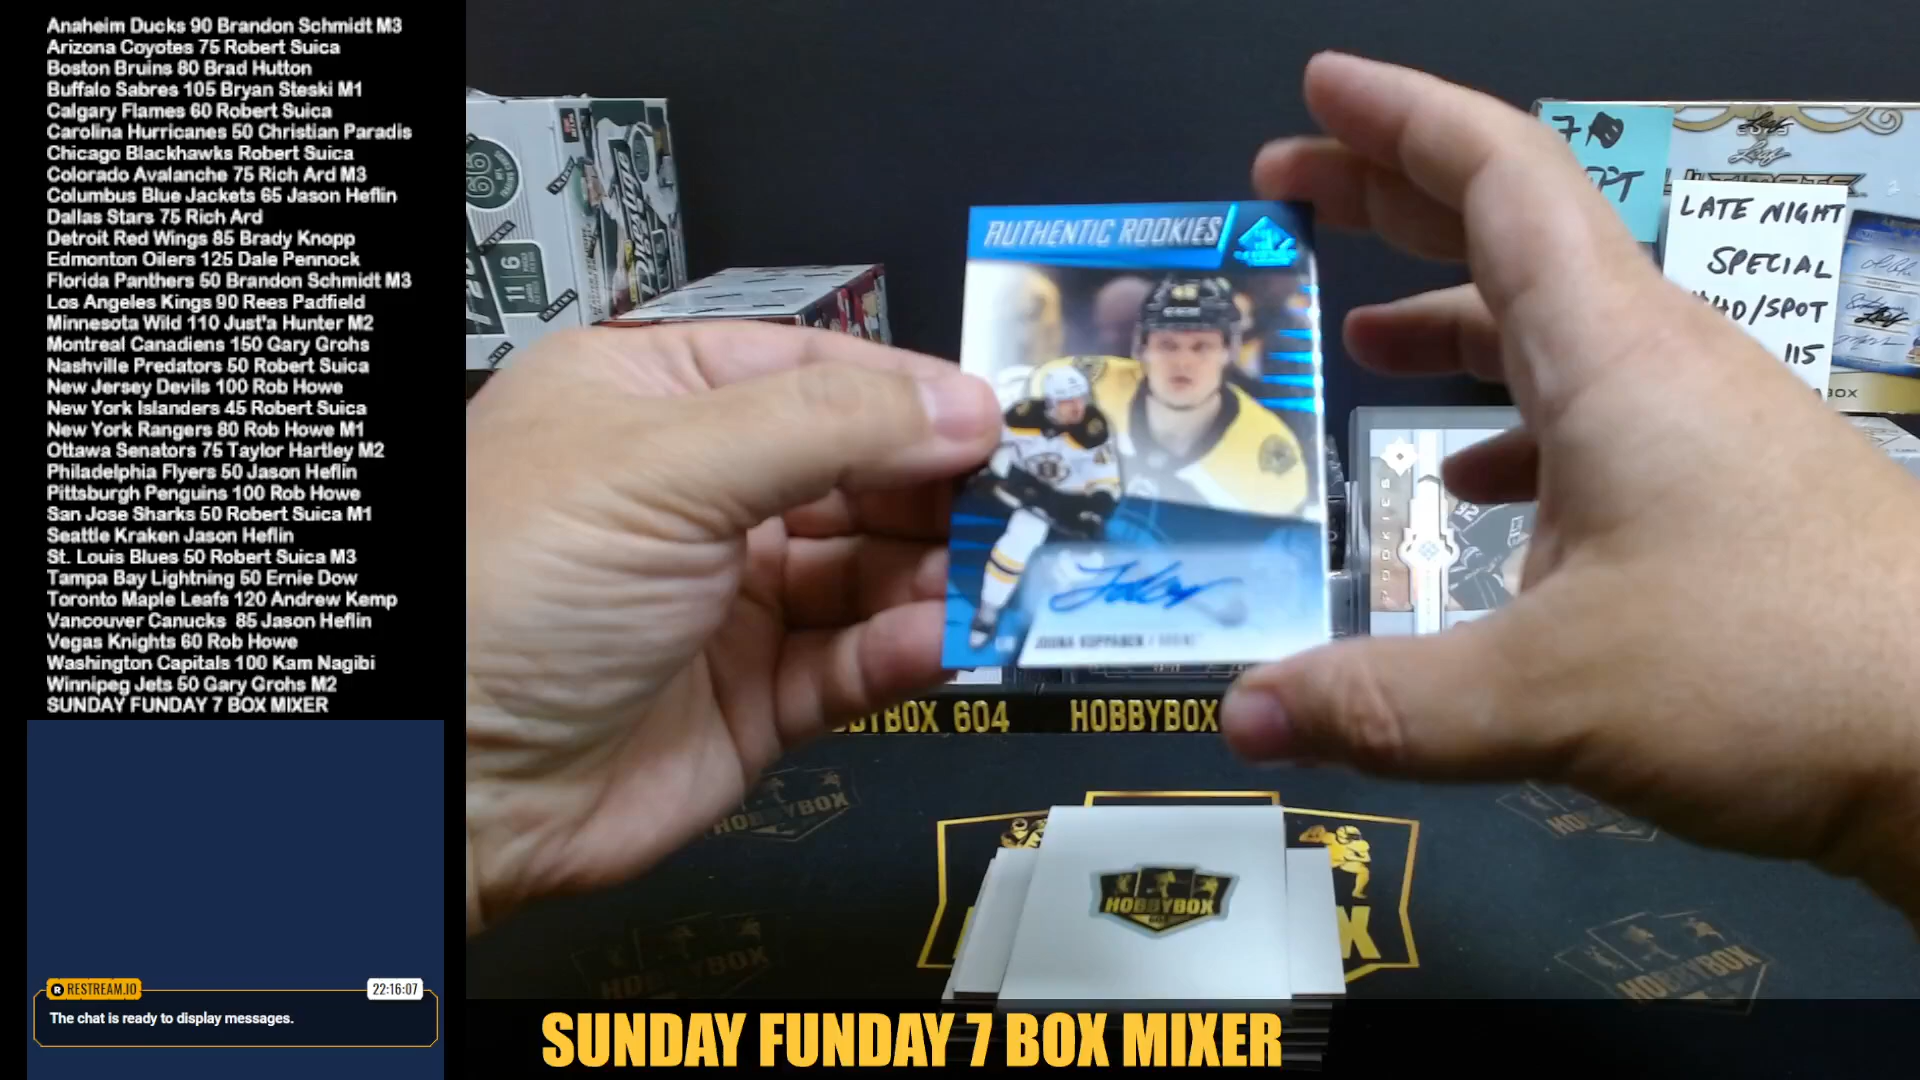 Anaheim Ducks 90 Brandon Schmidt M3
Arizona Coyotes 75 Robert Suica
Boston Bruins 80 Brad Hutton
Buffalo Sabres 105 Bryan Steski M1
Calgary Flames 60 Robert Suica
Carolina Hurricanes 50 Christian Paradis
Chicago Blackhawks Robert Suica
Colorado Avalanche 75 Rich Ard M3
Columbus Blue Jackets 65 Jason Heflin
Dallas Stars 75 Rich Ard
Detroit Red Wings 85 Brady Knopp
Edmonton Oilers 125 Dale Pennock
Florida Panthers 50 Brandon Schmidt M3
Los Angeles Kings 90 Rees Padfield
Minnesota Wild 110 Just'a Hunter M2
Montreal Canadiens 150 Gary Grohs
Nashville Predators 50 Robert Suica
New Jersey Devils 100 Rob Howe
New York Islanders 45 Robert Suica
New York Rangers 80 Rob Howe M1
Ottawa Senators 75 Taylor Hartley M2
Philadelphia Flyers 50 Jason Heflin
Pittsburgh Penguins 100 Rob Howe
San Jose Sharks 50 Robert Suica M1
Seattle Kraken Jason Heflin
St. Louis Blues 50 Robert Suica M3
Tampa Bay Lightning 50 Ernie Dow
Toronto Maple Leafs 120 Andrew Kemp
Vancouver Canucks 85 Jason Heflin
Vegas Knights 60 Rob Howe
Washington Capitals 100 Kam Nagibi
Winnipeg Jets 50 Gary Grohs M2
SUNDAY FUNDAY 7 BOX MIXER
RESTREAM.IO
22:16:07
The chat is ready to display messages.
AUTHENTIC ROOKIES
LATE NIGHT
SPECIAL
/SPOT
115
ROOKIES
11 6
604 HOBBYBOX
HOBBYBOX
HOBBYBOX
SUNDAY FUNDAY 7 BOX MIXER